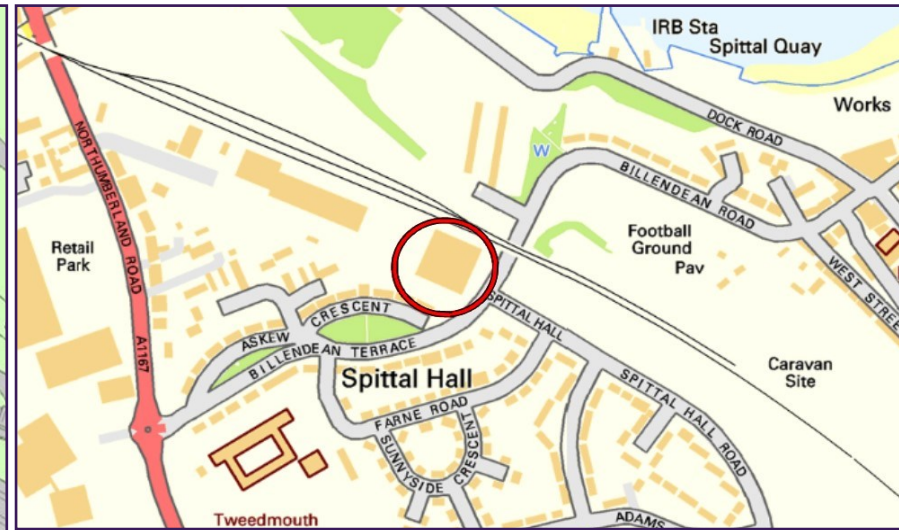 IRB Sta
Spittal Quay
Works
DOCK ROAD
W
BILLENDEAN ROAD
NORTHUMBERLAND ROAD
A1167
Retail
Park
Football
Ground
Pav
WEST STREET
SPITTAL HALL
ASKEW CRESCENT
BILLENDEAN TERRACE
Caravan
Site
Spittal Hall
SPITTAL HALL ROAD
FARNE ROAD
SUNNYSIDE CRESCENT
Tweedmouth
ADAMS